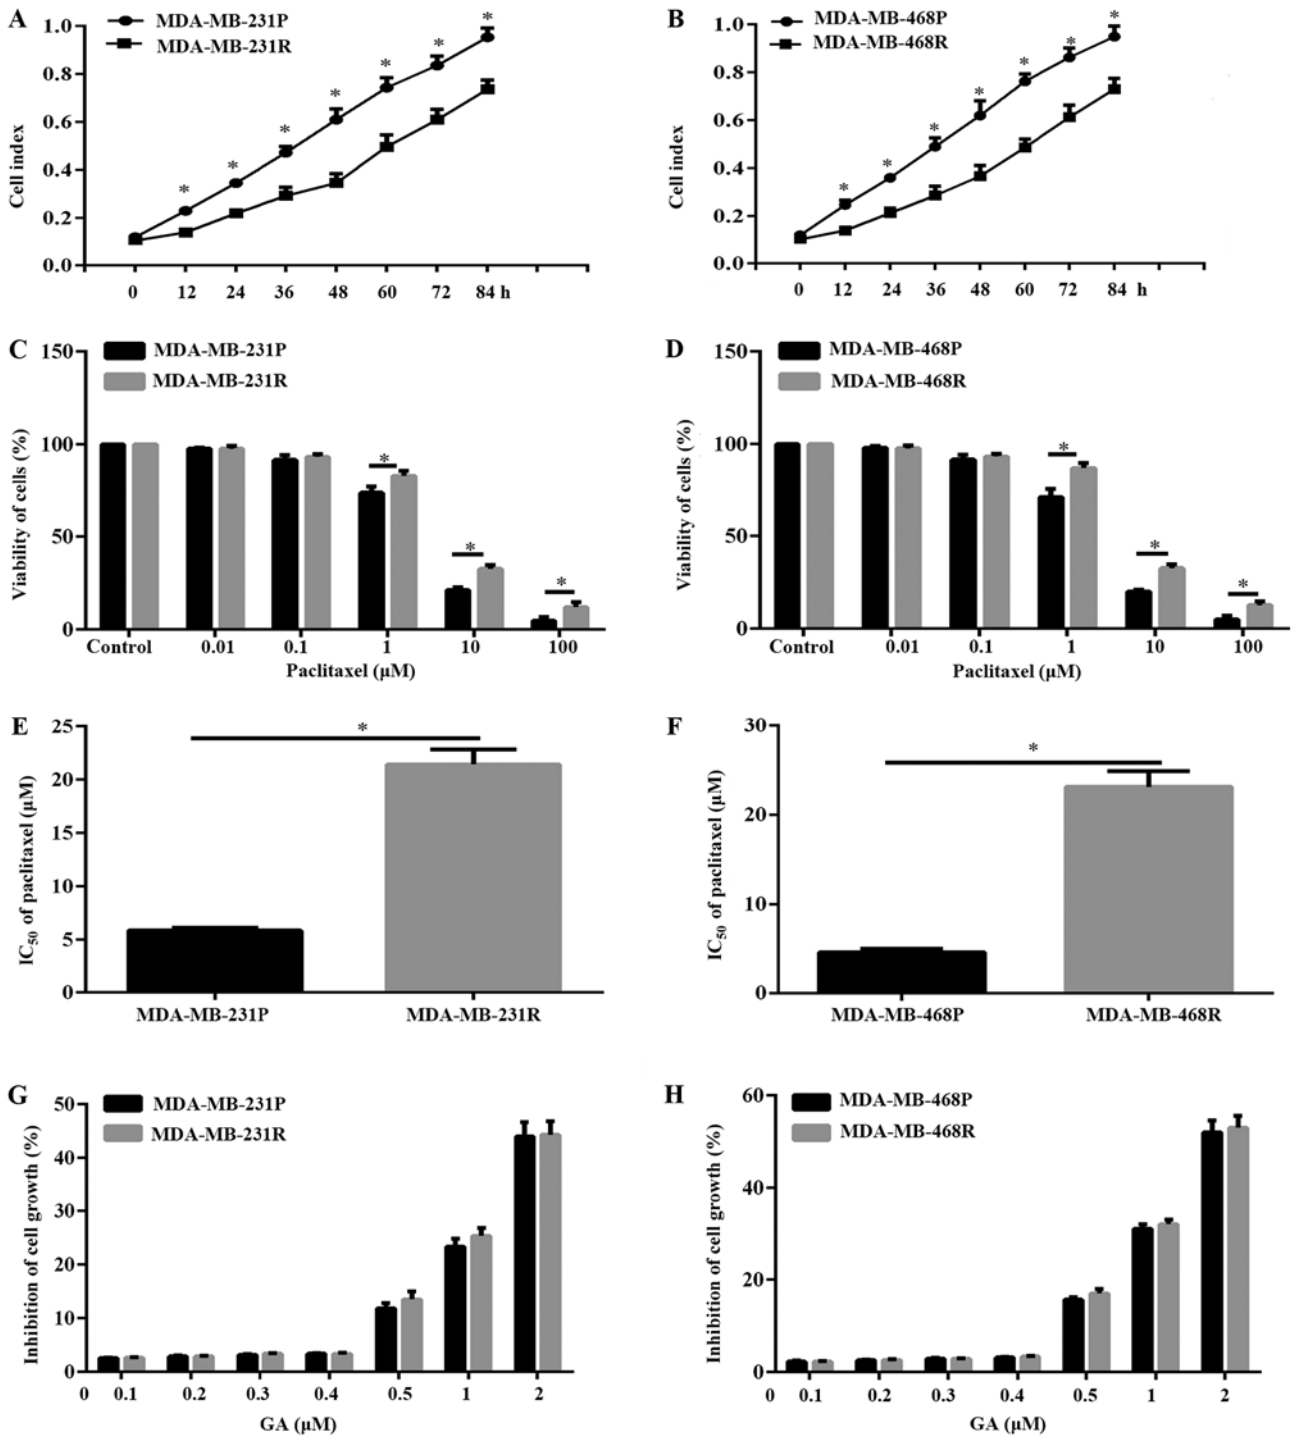 A
MDA-MB-231P
MDA-MB-231R
Cell index
1.0
0.8
0.6
0.4
0.2
0.0
* * * * * * *
0 12 24 36 48 60 72 84 h
B
MDA-MB-468P
MDA-MB-468R
Cell index
1.0
0.8
0.6
0.4
0.2
0.0
* * * * * * *
0 12 24 36 48 60 72 84 h
C
MDA-MB-231P
MDA-MB-231R
Viability of cells (%)
150
100
50
0
* * *
Control 0.01 0.1 1 10 100
Paclitaxel (μM)
D
MDA-MB-468P
MDA-MB-468R
Viability of cells (%)
150
100
50
0
* * *
Control 0.01 0.1 1 10 100
Paclitaxel (μM)
E
IC50 of paclitaxel (μM)
25
20
15
10
5
0
*
MDA-MB-231P MDA-MB-231R
F
IC50 of paclitaxel (μM)
30
20
10
0
*
MDA-MB-468P MDA-MB-468R
G
MDA-MB-231P
MDA-MB-231R
Inhibition of cell growth (%)
50
40
30
20
10
0
0 0.1 0.2 0.3 0.4 0.5 1 2
GA (μM)
H
MDA-MB-468P
MDA-MB-468R
Inhibition of cell growth (%)
60
40
20
0
0 0.1 0.2 0.3 0.4 0.5 1 2
GA (μM)